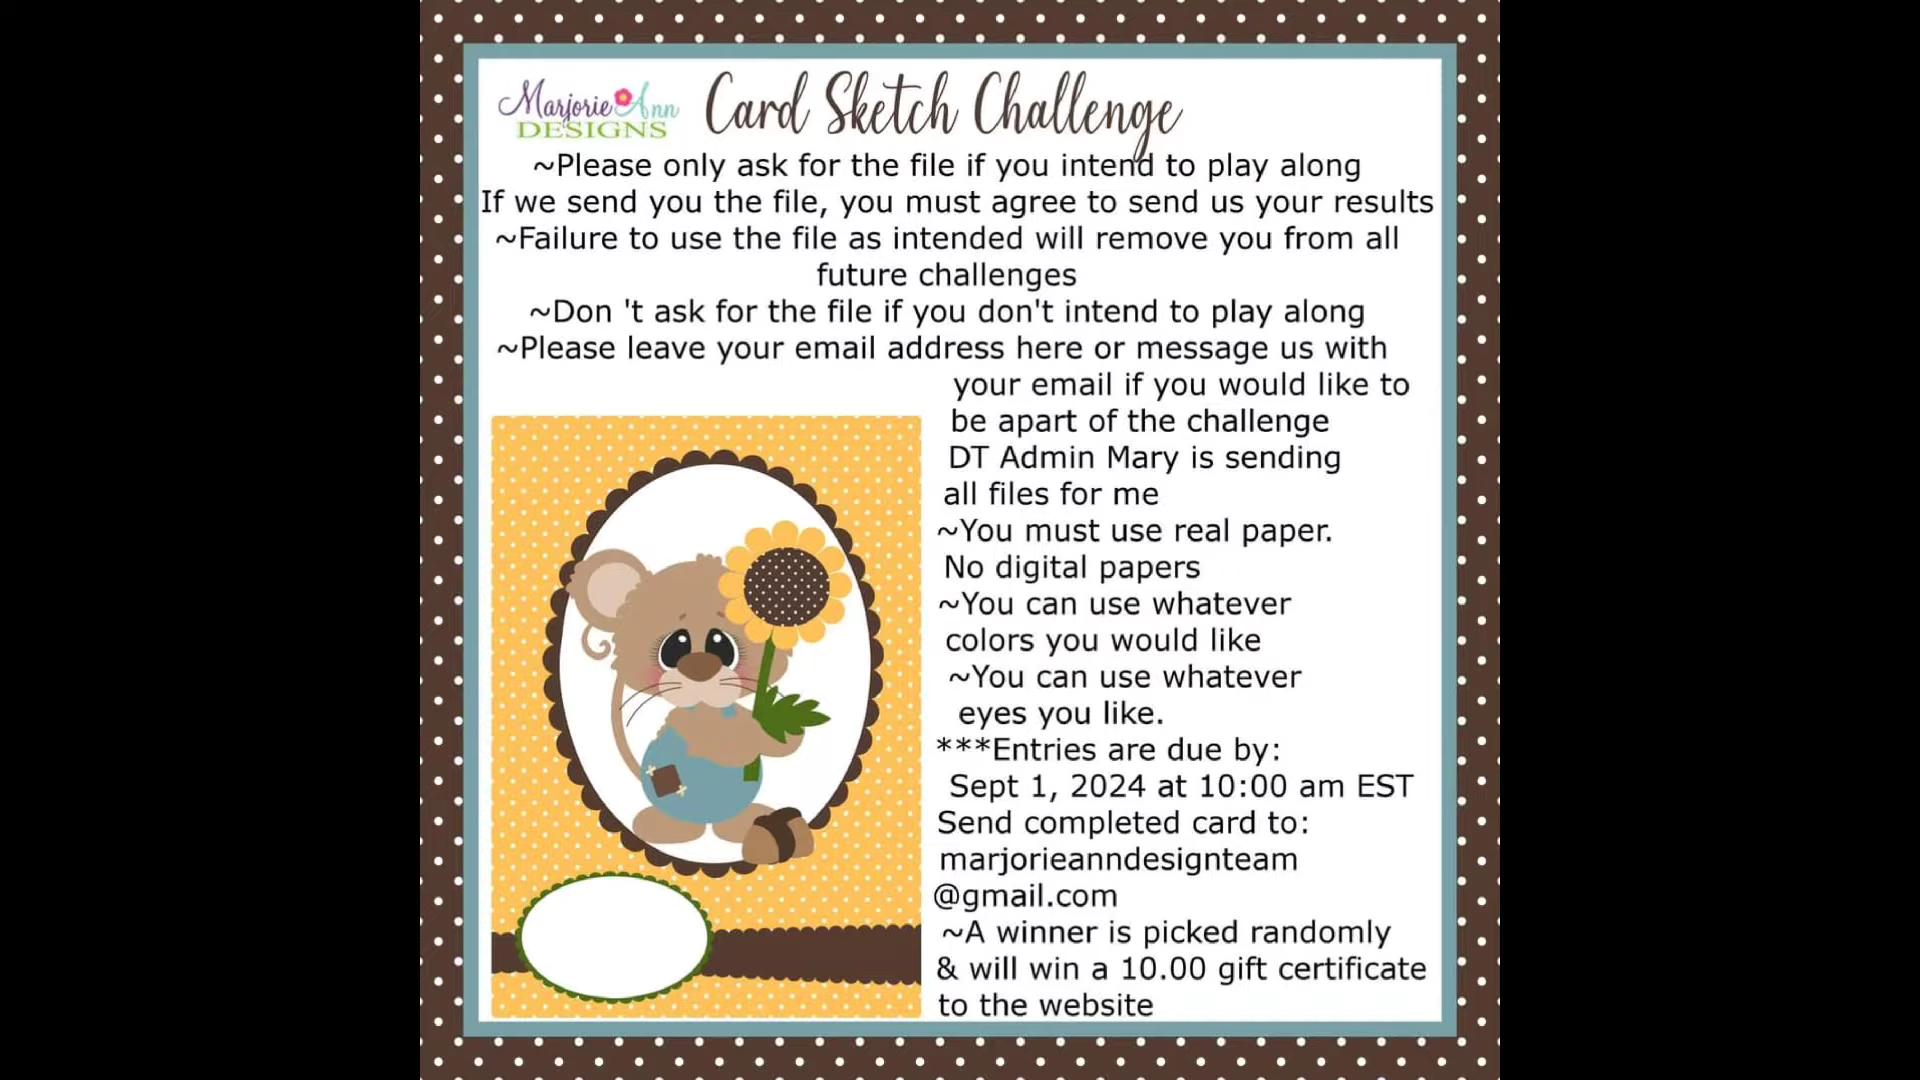 Marjorie Ann
DESIGNS
Card Sketch Challenge
~Please only ask for the file if you intend to play along
If we send you the file, you must agree to send us your results
~Failure to use the file as intended will remove you from all
future challenges
~Don 't ask for the file if you don't intend to play along
~Please leave your email address here or message us with
your email if you would like to
be apart of the challenge
DT Admin Mary is sending
all files for me
~You must use real paper.
No digital papers
~You can use whatever
colors you would like
~You can use whatever
eyes you like.
***Entries are due by:
Sept 1, 2024 at 10:00 am EST
Send completed card to:
marjorieanndesignteam
@gmail.com
~A winner is picked randomly
& will win a 10.00 gift certificate
to the website